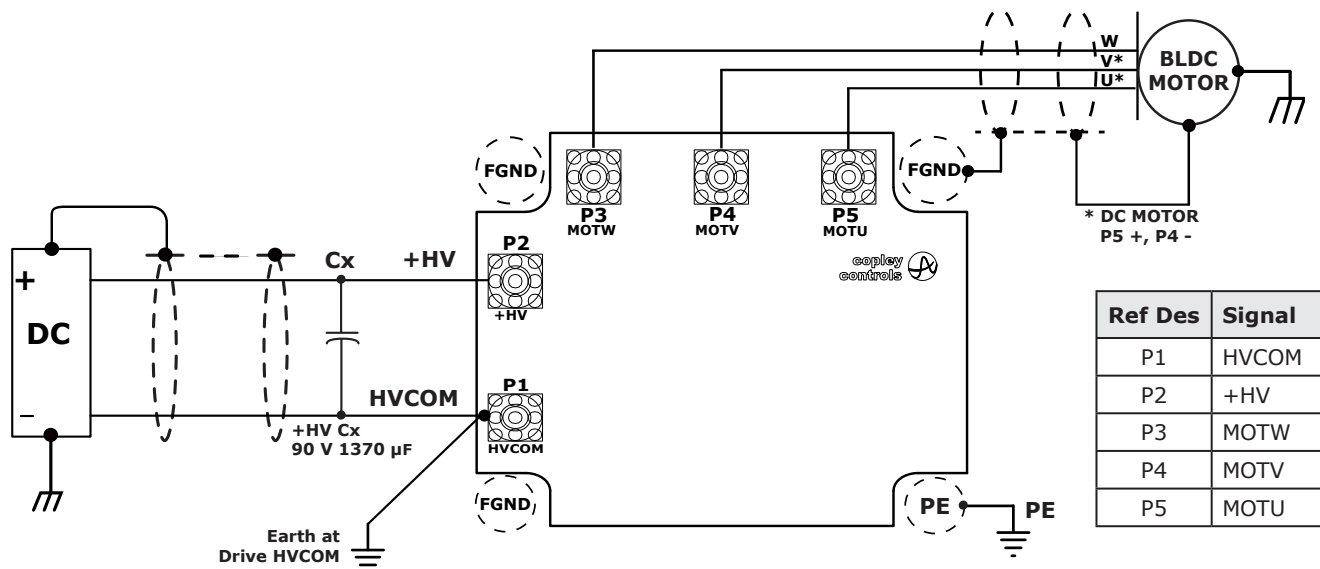 W
V*
U*
BLDC
MOTOR
FGND
FGND
P3
MOTW
P4
MOTV
P5
MOTU
* DC MOTOR
P5 +, P4 -
copley
controls
P2
+HV
Cx
+HV
+
DC
−
HVCOM
P1
HVCOM
+HV Cx
90 V 1370 µF
FGND
PE
PE
Earth at
Drive HVCOM
Ref Des Signal
P1 HVCOM
P2 +HV
P3 MOTW
P4 MOTV
P5 MOTU